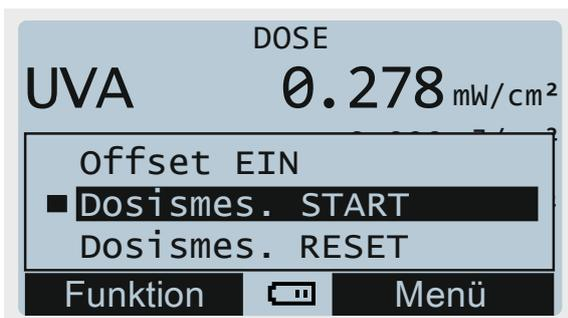 DOSE
UVA 0.278 mW/cm²
Offset EIN
Dosismes. START
Dosismes. RESET
Funktion Menü